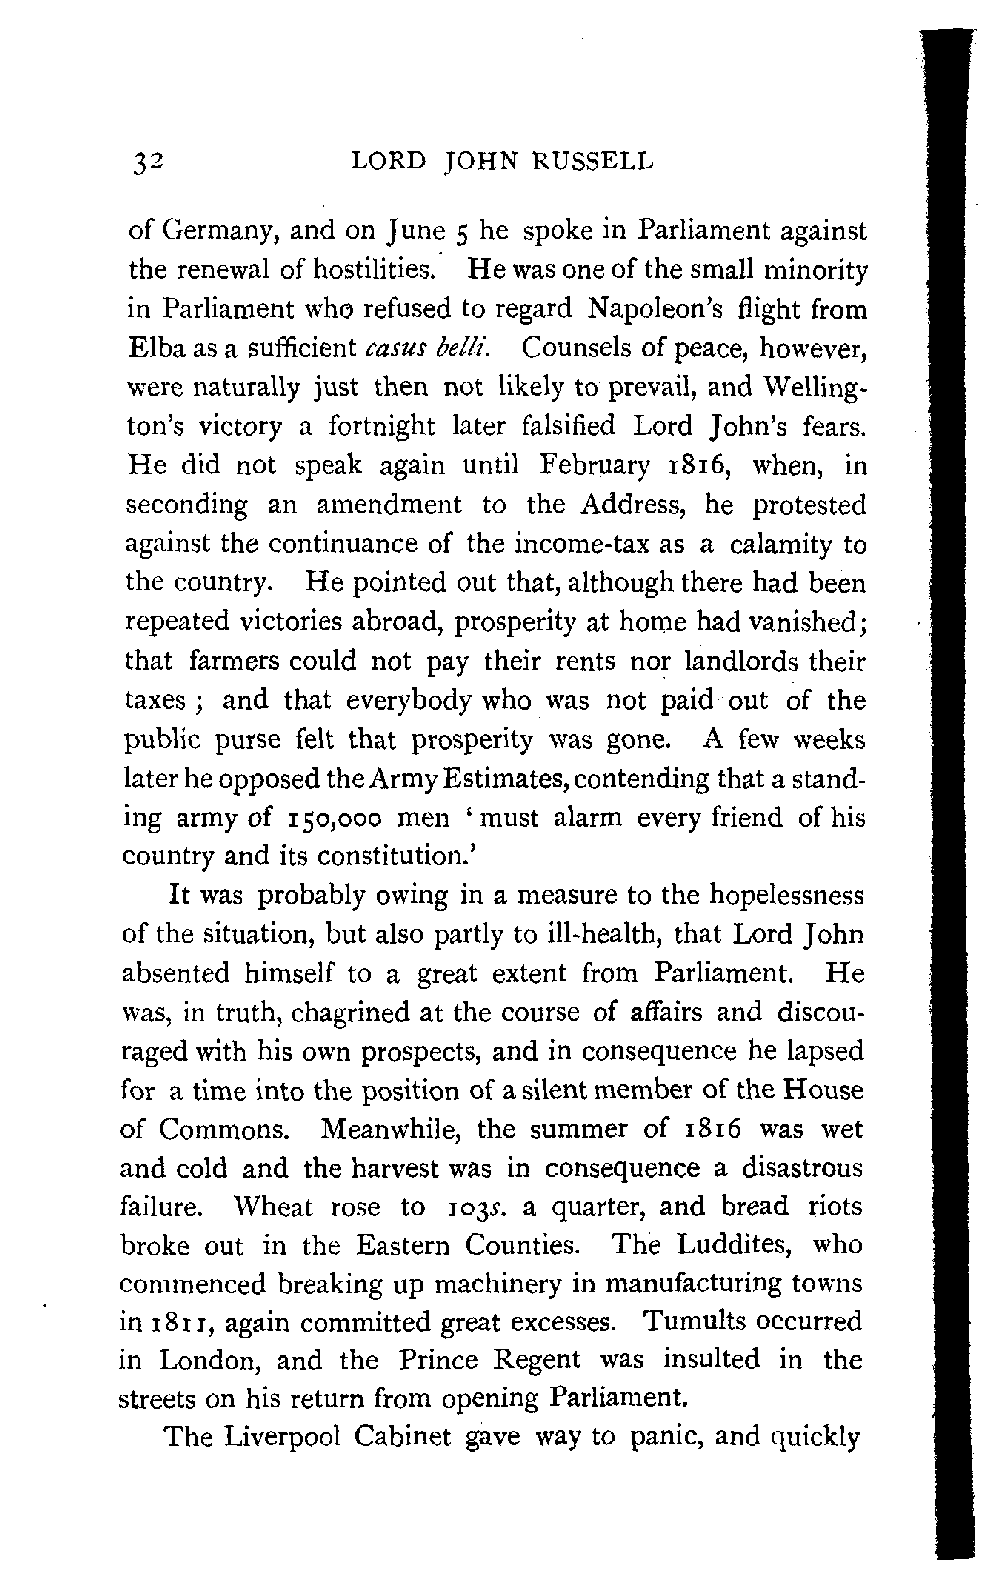 32 LORD JOHN RUSSELL
of Germany, and on June 5 he spoke in Parliament against
the renewal of hostilities. He was one of the small minority
in Parliament who refused to regard Napoleon's flight from
Elba as a sufficient casus belli. Counsels of peace, however,
were naturally just then not likely to prevail, and Welling-
ton's victory a fortnight later falsified Lord John's fears.
He did not speak again until February 1816, when, in
seconding an amendment to the Address, he protested
against the continuance of the income-tax as a calamity to
the country. He pointed out that, although there had been
repeated victories abroad, prosperity at home had vanished;
that farmers could not pay their rents nor landlords their
taxes ; and that everybody who was not paid out of the
public purse felt that prosperity was gone. A few weeks
later he opposed the Army Estimates, contending that a stand-
ing army of 150,000 men ‘must alarm every friend of his
country and its constitution.’
It was probably owing in a measure to the hopelessness
of the situation, but also partly to ill-health, that Lord John
absented himself to a great extent from Parliament. He
was, in truth, chagrined at the course of affairs and discou-
raged with his own prospects, and in consequence he lapsed
for a time into the position of a silent member of the House
of Commons. Meanwhile, the summer of 1816 was wet
and cold and the harvest was in consequence a disastrous
failure. Wheat rose to 103s. a quarter, and bread riots
broke out in the Eastern Counties. The Luddites, who
commenced breaking up machinery in manufacturing towns
in 1811, again committed great excesses. Tumults occurred
in London, and the Prince Regent was insulted in the
streets on his return from opening Parliament.
The Liverpool Cabinet gave way to panic, and quickly